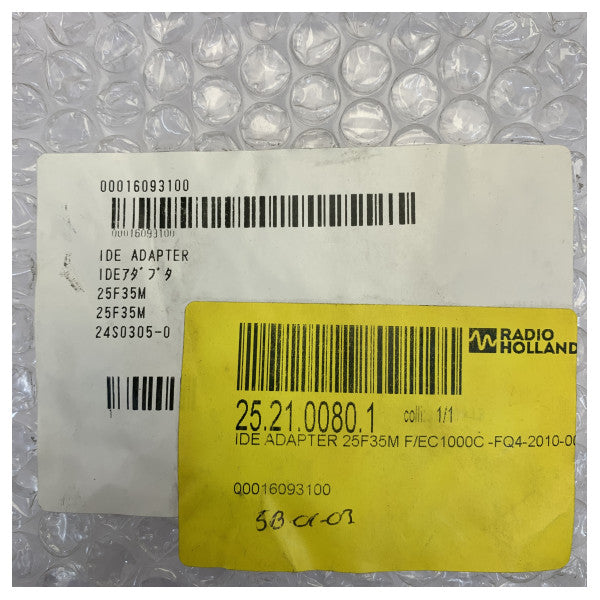 00016093100
00016093100
IDE ADAPTER
IDEアダプタ
25F35M
25F35M
24S0305-0
RADIO
HOLLAND
25.21.0080.1 colli: 1/1
IDE ADAPTER 25F35M F/EC1000C -FQ4-2010-00
00016093100
5B-01-03